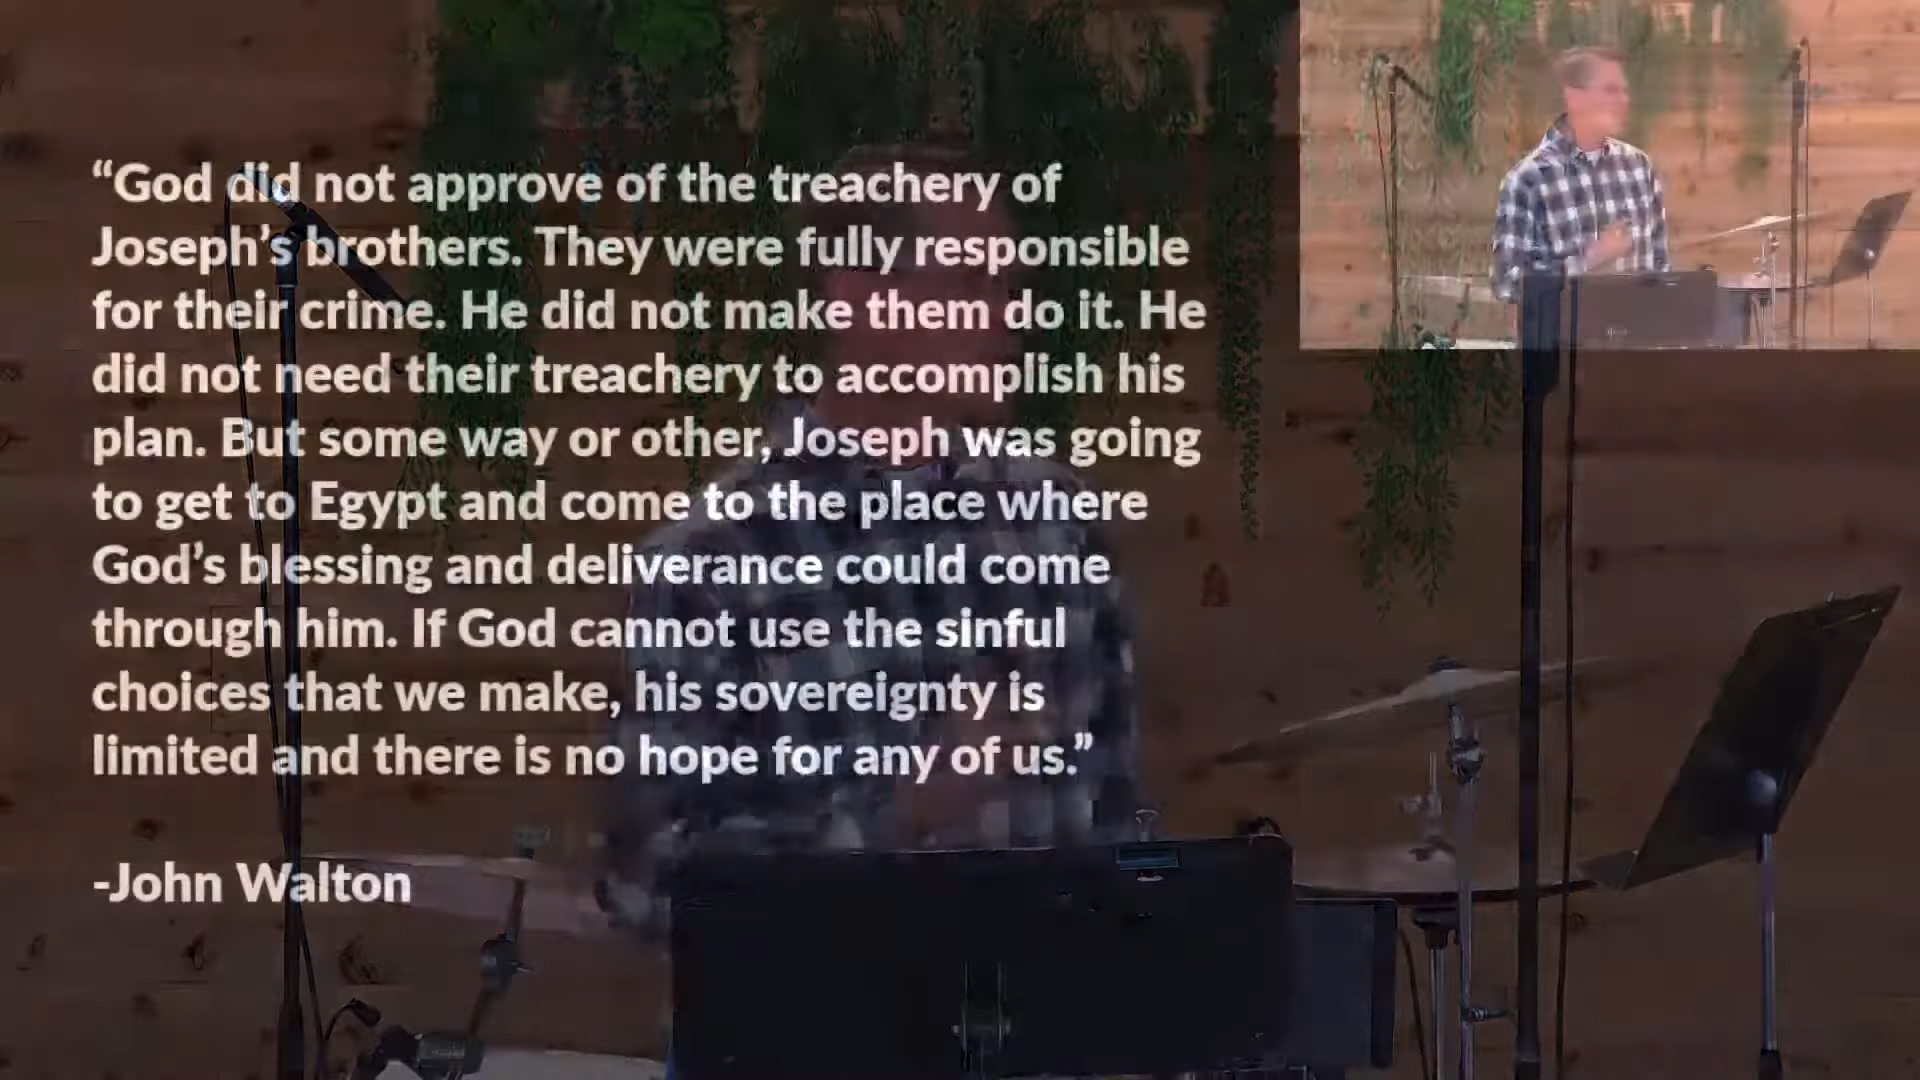 “God did not approve of the treachery of
Joseph’s brothers. They were fully responsible
for their crime. He did not make them do it. He
did not need their treachery to accomplish his
plan. But some way or other, Joseph was going
to get to Egypt and come to the place where
God’s blessing and deliverance could come
through him. If God cannot use the sinful
choices that we make, his sovereignty is
limited and there is no hope for any of us.”
-John Walton